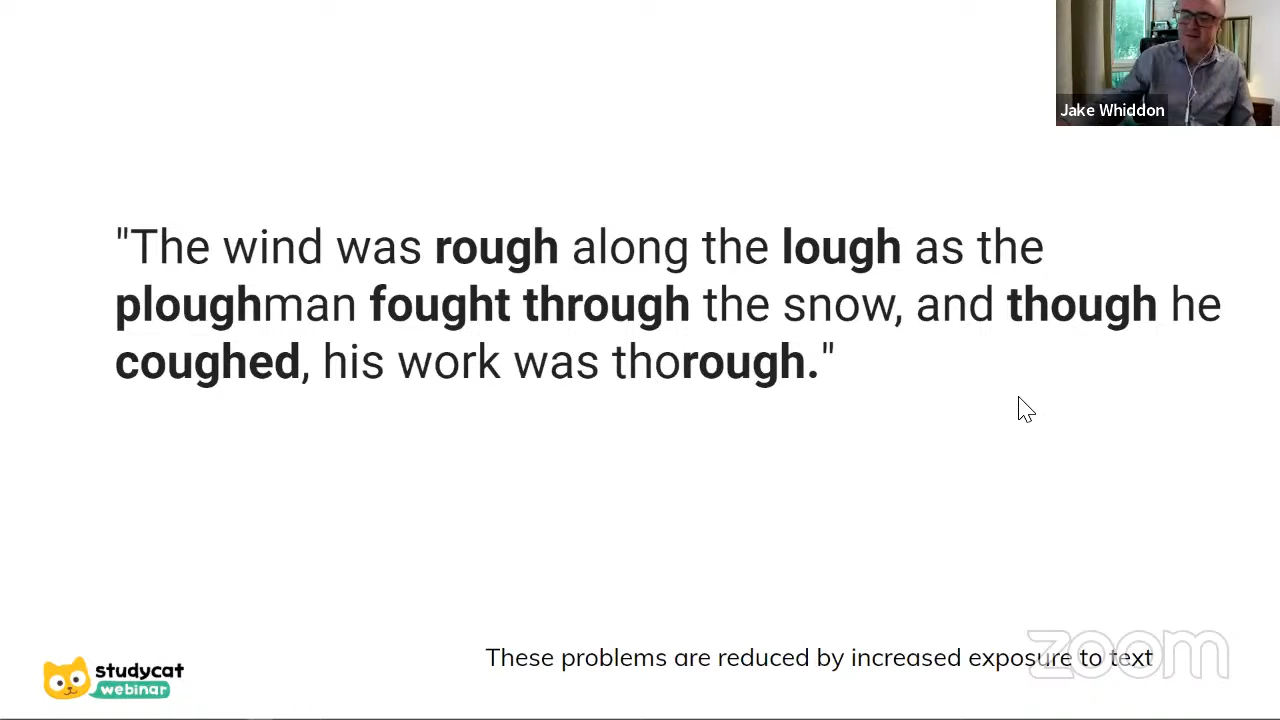 Jake Whiddon
"The wind was rough along the lough as the
ploughman fought through the snow, and though he
coughed, his work was thorough."
studycat
webinar
These problems are reduced by increased exposure to text
zoom